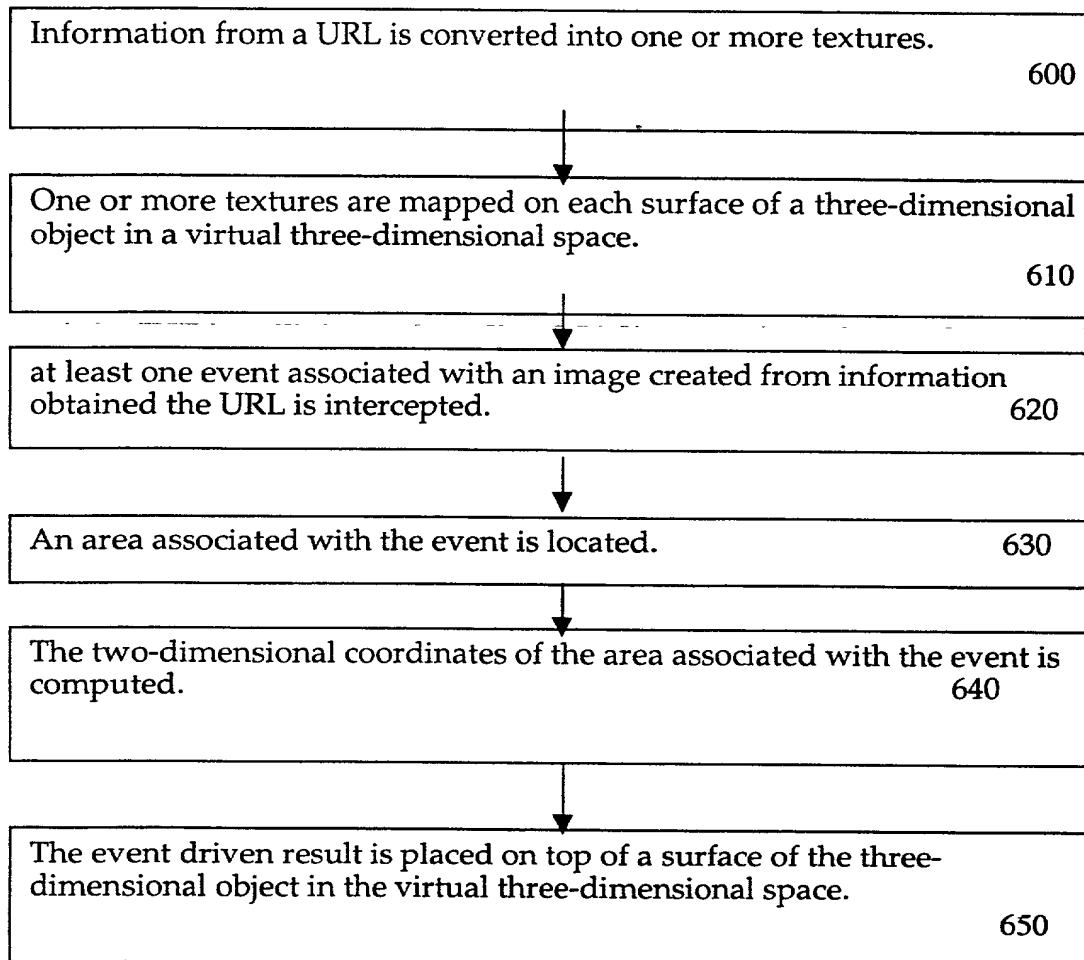 Information from a URL is converted into one or more textures.
600
One or more textures are mapped on each surface of a three-dimensional
object in a virtual three-dimensional space.
610
at least one event associated with an image created from information
obtained the URL is intercepted. 620
An area associated with the event is located. 630
The two-dimensional coordinates of the area associated with the event is
computed. 640
The event driven result is placed on top of a surface of the three-
dimensional object in the virtual three-dimensional space.
650